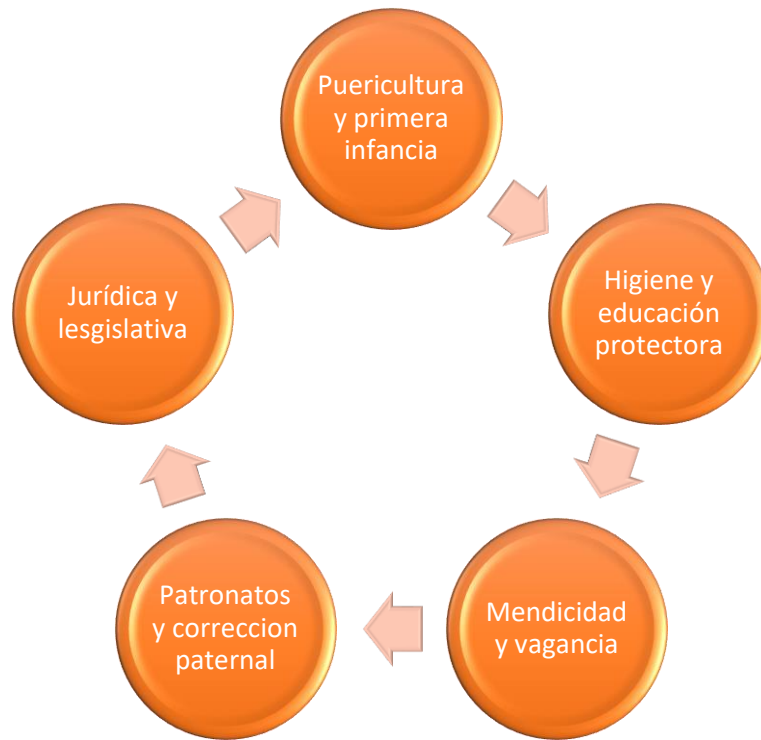 Puericultura
y primera
infancia
Higiene y
educación
protectora
Mendicidad
y vagancia
Patronatos
y correccion
paternal
Jurídica y
lesgislativa